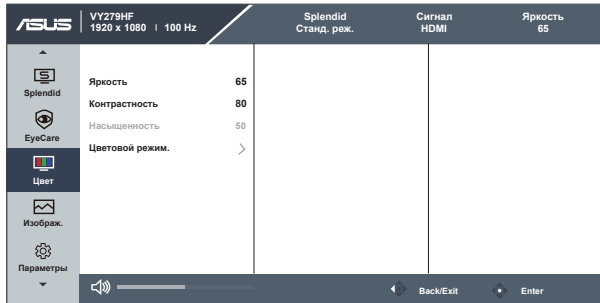 ASUS
VY279HF
1920 x 1080 | 100 Hz
Splendid
Станд. реж.
Сигнал
HDMI
Яркость
65
Splendid
EyeCare
Цвет
Изображ.
Параметры
Яркость 65
Контрастность 80
Насыщенность 50
Цветовой режим.
Back/Exit
Enter